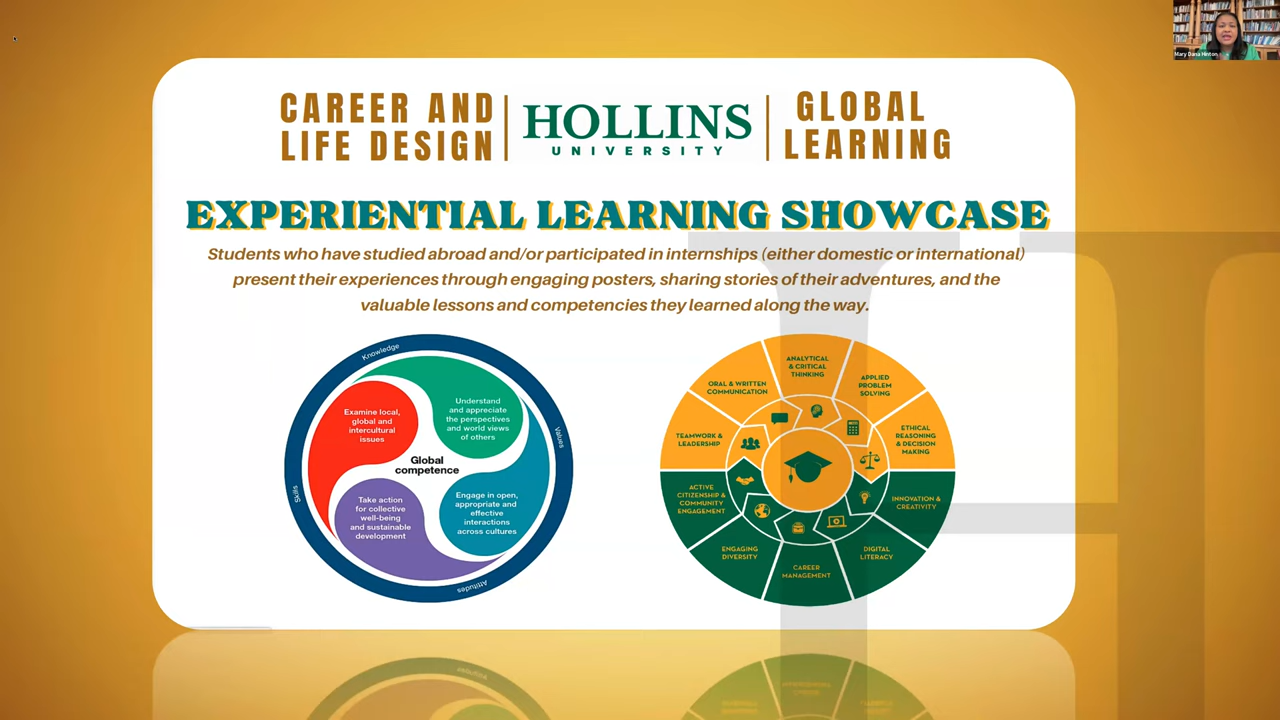 Mary Dana Hinton
CAREER AND
LIFE DESIGN
HOLLINS
UNIVERSITY
GLOBAL
LEARNING
EXPERIENTIAL LEARNING SHOWCASE
Students who have studied abroad and/or participated in internships (either domestic or international)
present their experiences through engaging posters, sharing stories of their adventures, and the
valuable lessons and competencies they learned along the way.
Knowledge
Values
Attitudes
Skills
Examine local,
global and
intercultural
issues
Understand
and appreciate
the perspectives
and world views
of others
Global
competence
Take action
for collective
well-being
and sustainable
development
Engage in open,
appropriate and
effective
interactions
across cultures
ANALYTICAL
& CRITICAL
THINKING
APPLIED
PROBLEM
SOLVING
ETHICAL
REASONING
& DECISION
MAKING
INNOVATION &
CREATIVITY
DIGITAL
LITERACY
CAREER
MANAGEMENT
ENGAGING
DIVERSITY
ACTIVE
CITIZENSHIP &
COMMUNITY
ENGAGEMENT
TEAMWORK &
LEADERSHIP
ORAL & WRITTEN
COMMUNICATION